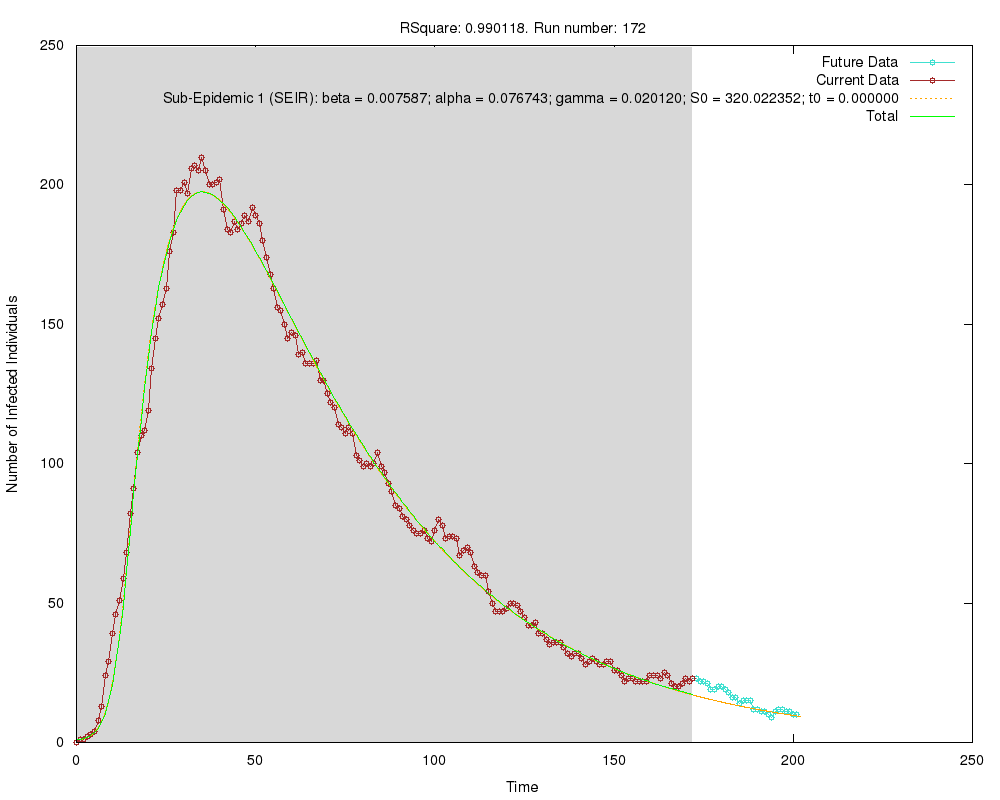 RSquare: 0.990118. Run number: 172
250
200
150
100
50
0
Number of Infected Individuals
Future Data
Current Data
Sub-Epidemic 1 (SEIR): beta = 0.007587; alpha = 0.076743; gamma = 0.020120; S0 = 320.022352; t0 = 0.000000
Total
0 50 100 150 200 250
Time